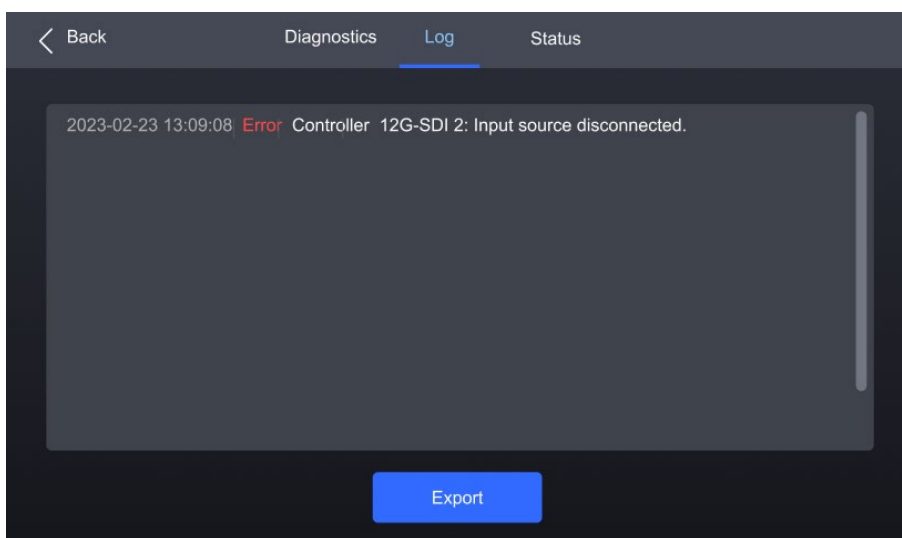 Back Diagnostics Log Status
2023-02-23 13:09:08| Error Controller 12G-SDI 2: Input source disconnected.
Export